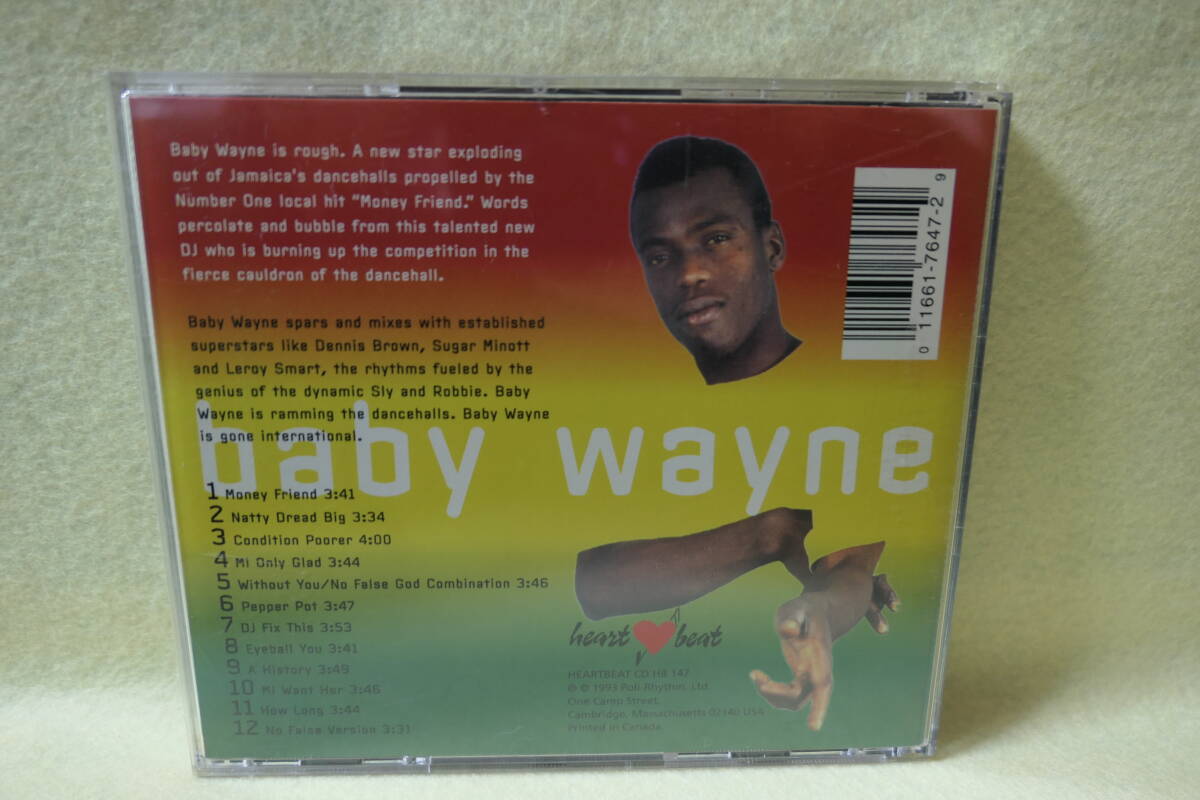 Baby Wayne is rough. A new star exploding
out of Jamaica's dancehalls propelled by the
Number One local hit "Money Friend." Words
percolate and bubble from this talented new
DJ who is burning up the competition in the
fierce cauldron of the dancehall.
Baby Wayne spars and mixes with established
superstars like Dennis Brown, Sugar Minott
and Leroy Smart, the rhythms fueled by the
genius of the dynamic Sly and Robbie. Baby
Wayne is ramming the dancehalls. Baby Wayne
is gone international.
baby wayne
1 Money Friend 3:41
2 Natty Dread Big 3:34
3 Condition Poorer 4:00
4 Mi Only Glad 3:44
5 Without You/No False God Combination 3:46
6 Pepper Pot 3:47
7 DJ Fix This 3:53
8 Eyeball You 3:41
9 A History 3:49
10 Mi Want Her 3:46
11 How Long 3:44
12 No False Version 3:31
heart beat
HEARTBEAT CD HB 147
℗ © 1993 Poli Rhythm, Ltd.
One Camp Street,
Cambridge, Massachusetts 02140 USA
Printed in Canada.
0 11661-7647-2 9